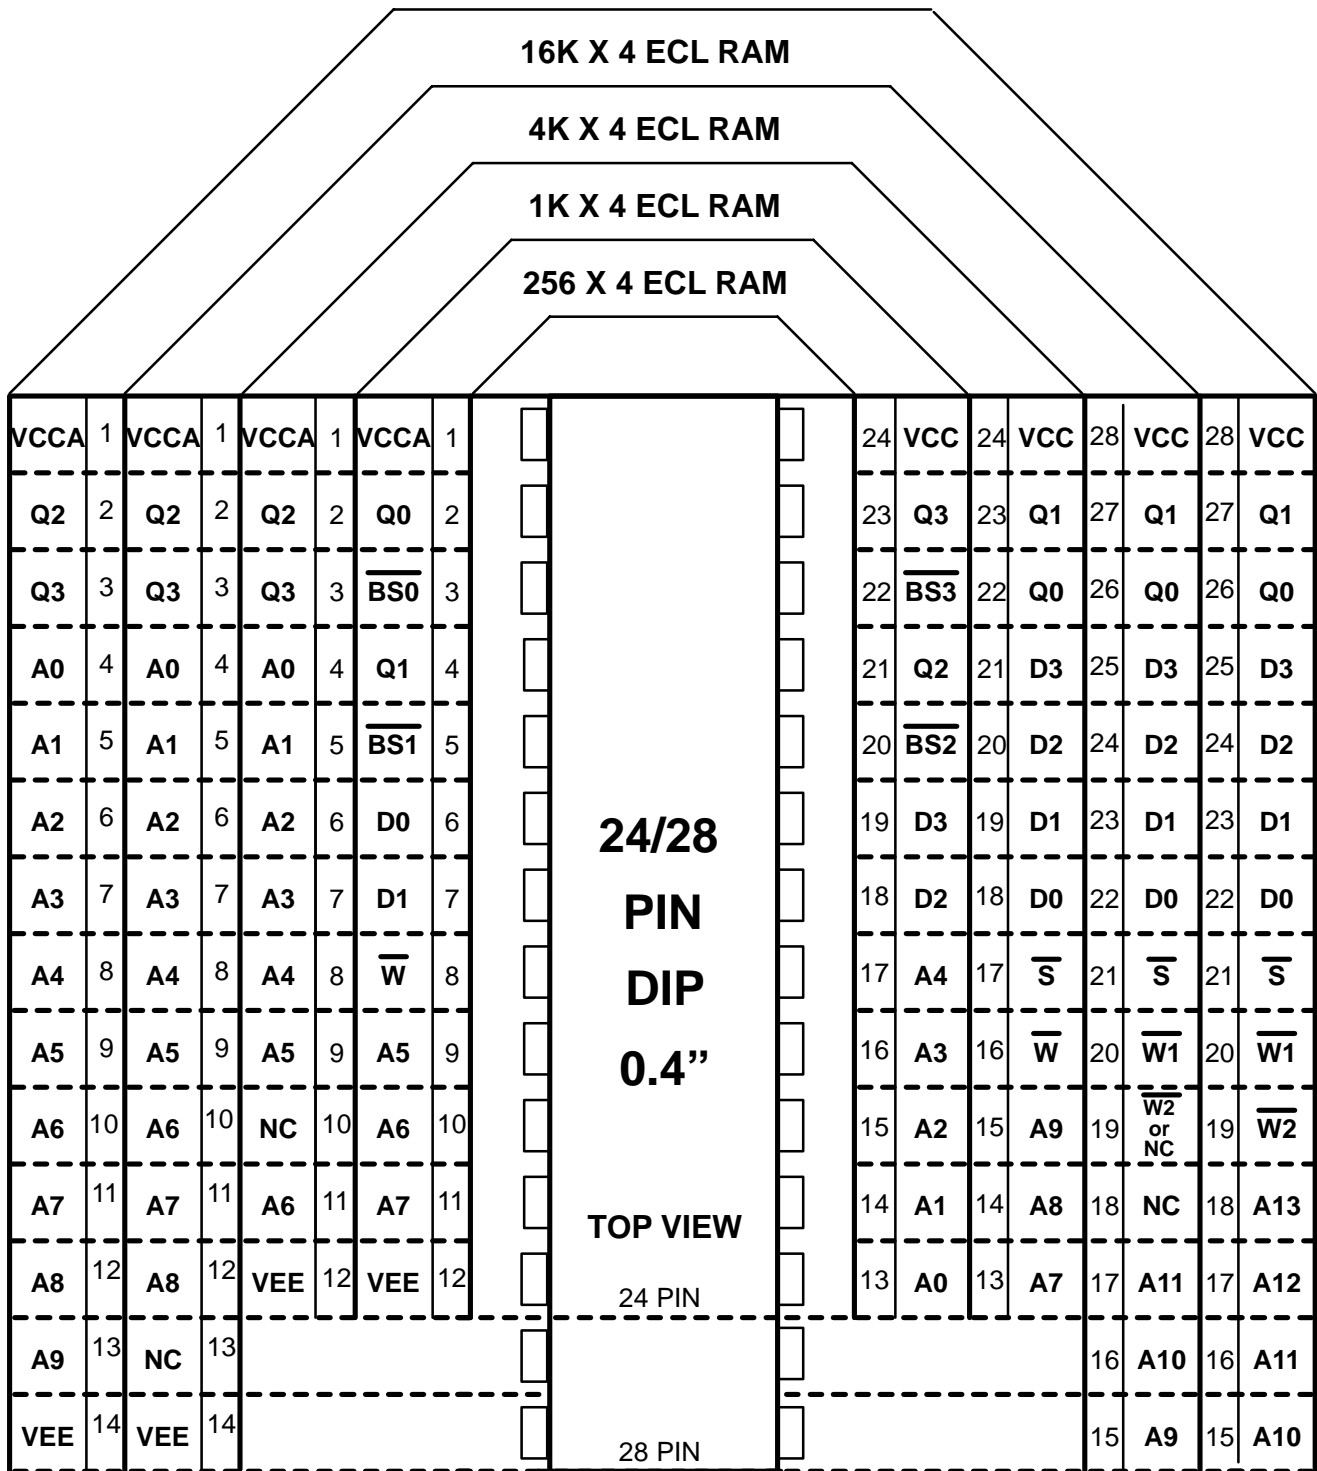 16K X 4 ECL RAM
4K X 4 ECL RAM
1K X 4 ECL RAM
256 X 4 ECL RAM
VCCA 1 VCCA 1 VCCA 1 VCCA 1 24 VCC 24 VCC 28 VCC 28 VCC
Q2 2 Q2 2 Q2 2 Q0 2 23 Q3 23 Q1 27 Q1 27 Q1
Q3 3 Q3 3 Q3 3 B̅S̅0̅ 3 22 B̅S̅3̅ 22 Q0 26 Q0 26 Q0
A0 4 A0 4 A0 4 Q1 4 21 Q2 21 D3 25 D3 25 D3
A1 5 A1 5 A1 5 B̅S̅1̅ 5 20 B̅S̅2̅ 20 D2 24 D2 24 D2
A2 6 A2 6 A2 6 D0 6 19 D3 19 D1 23 D1 23 D1
A3 7 A3 7 A3 7 D1 7 18 D2 18 D0 22 D0 22 D0
A4 8 A4 8 A4 8 W̅ 8 17 A4 17 S̅ 21 S̅ 21 S̅
A5 9 A5 9 A5 9 A5 9 16 A3 16 W̅ 20 W̅1̅ 20 W̅1̅
A6 10 A6 10 NC 10 A6 10 15 A2 15 A9 19 W̅2̅ or NC 19 W̅2̅
A7 11 A7 11 A6 11 A7 11 14 A1 14 A8 18 NC 18 A13
A8 12 A8 12 VEE 12 VEE 12 13 A0 13 A7 17 A11 17 A12
A9 13 NC 13 16 A10 16 A11
VEE 14 VEE 14 15 A9 15 A10
24/28
PIN
DIP
0.4”
TOP VIEW
24 PIN
28 PIN